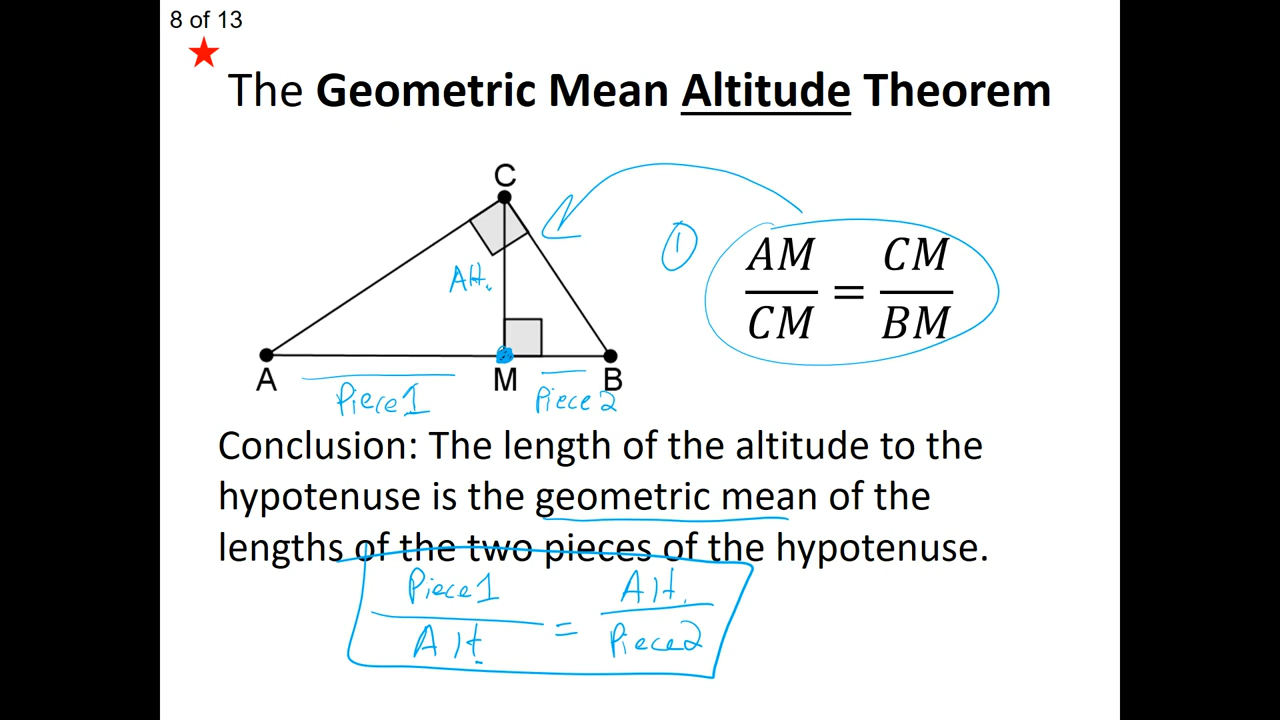 8 of 13
The Geometric Mean Altitude Theorem
C
Alt.
A
M
B
Piece 1
Piece 2
①
AM/CM = CM/BM
Conclusion: The length of the altitude to the
hypotenuse is the geometric mean of the
lengths of the two pieces of the hypotenuse.
Piece 1/Alt. = Alt./Piece 2